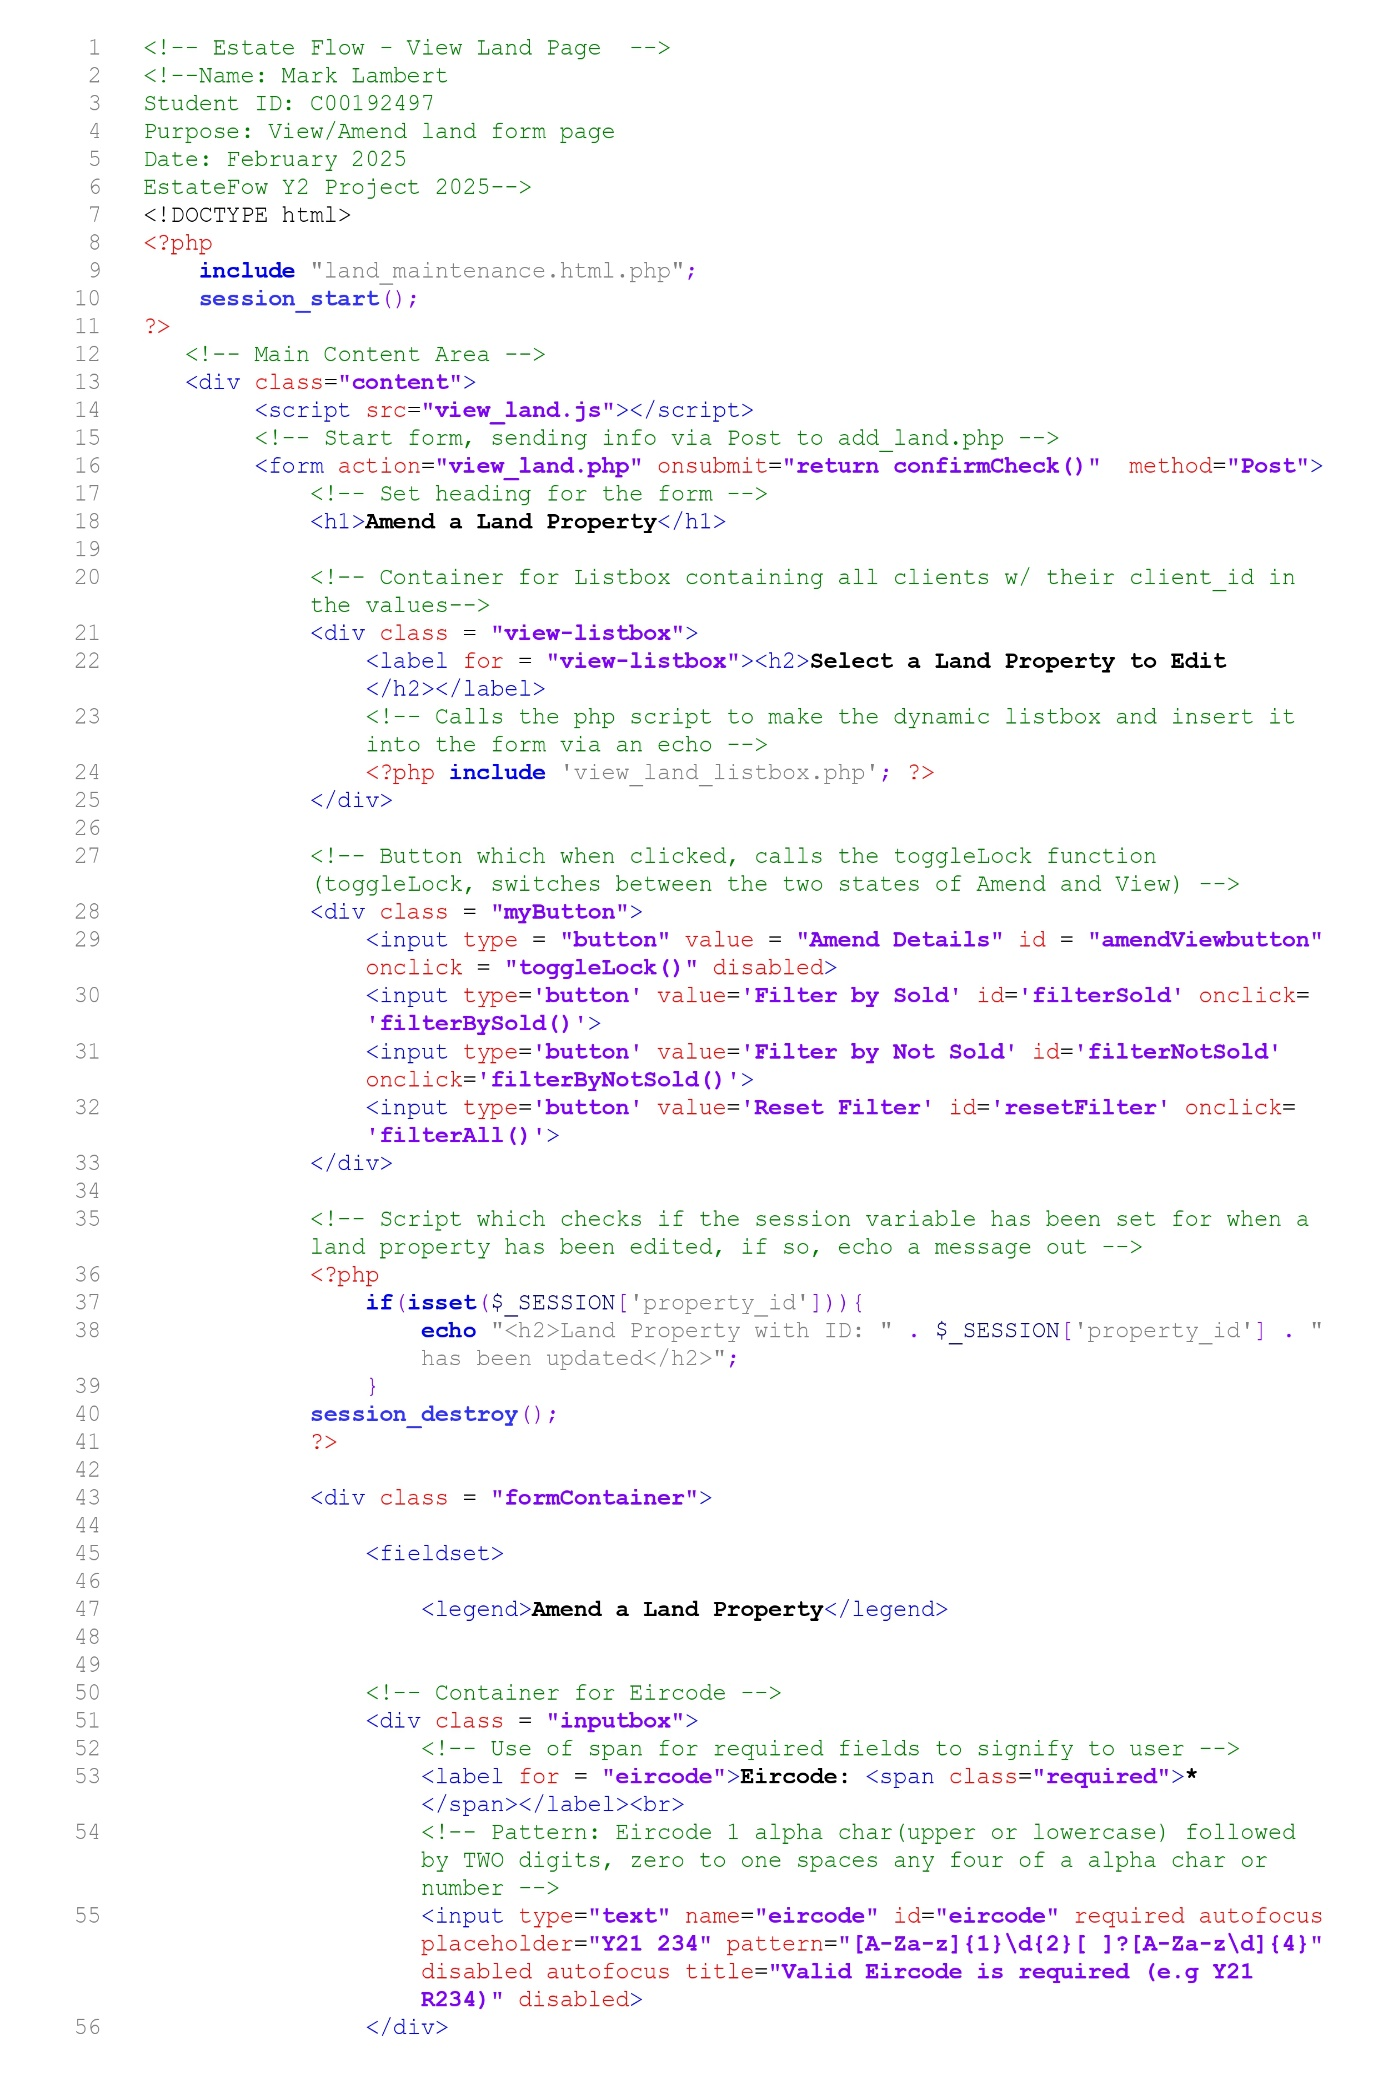 1 <!-- Estate Flow - View Land Page  -->
2 <!--Name: Mark Lambert
3 Student ID: C00192497
4 Purpose: View/Amend land form page
5 Date: February 2025
6 EstateFow Y2 Project 2025-->
7 <!DOCTYPE html>
8 <?php
9 include "land_maintenance.html.php";
10 session_start();
11 ?>
12 <!-- Main Content Area -->
13 <div class="content">
14 <script src="view_land.js"></script>
15 <!-- Start form, sending info via Post to add_land.php -->
16 <form action="view_land.php" onsubmit="return confirmCheck()"  method="Post">
17 <!-- Set heading for the form -->
18 <h1>Amend a Land Property</h1>
19
20 <!-- Container for Listbox containing all clients w/ their client_id in
the values-->
21 <div class = "view-listbox">
22 <label for = "view-listbox"><h2>Select a Land Property to Edit
</h2></label>
23 <!-- Calls the php script to make the dynamic listbox and insert it
into the form via an echo -->
24 <?php include 'view_land_listbox.php'; ?>
25 </div>
26
27 <!-- Button which when clicked, calls the toggleLock function
(toggleLock, switches between the two states of Amend and View) -->
28 <div class = "myButton">
29 <input type = "button" value = "Amend Details" id = "amendViewbutton"
onclick = "toggleLock()" disabled>
30 <input type='button' value='Filter by Sold' id='filterSold' onclick=
'filterBySold()'>
31 <input type='button' value='Filter by Not Sold' id='filterNotSold'
onclick='filterByNotSold()'>
32 <input type='button' value='Reset Filter' id='resetFilter' onclick=
'filterAll()'>
33 </div>
34
35 <!-- Script which checks if the session variable has been set for when a
land property has been edited, if so, echo a message out -->
36 <?php
37 if(isset($_SESSION['property_id'])){
38 echo "<h2>Land Property with ID: " . $_SESSION['property_id'] . "
has been updated</h2>";
39 }
40 session_destroy();
41 ?>
42
43 <div class = "formContainer">
44
45 <fieldset>
46
47 <legend>Amend a Land Property</legend>
48
49
50 <!-- Container for Eircode -->
51 <div class = "inputbox">
52 <!-- Use of span for required fields to signify to user -->
53 <label for = "eircode">Eircode: <span class="required">*
</span></label><br>
54 <!-- Pattern: Eircode 1 alpha char(upper or lowercase) followed
by TWO digits, zero to one spaces any four of a alpha char or
number -->
55 <input type="text" name="eircode" id="eircode" required autofocus
placeholder="Y21 234" pattern="[A-Za-z]{1}\d{2}[ ]?[A-Za-z\d]{4}"
disabled autofocus title="Valid Eircode is required (e.g Y21
R234)" disabled>
56 </div>